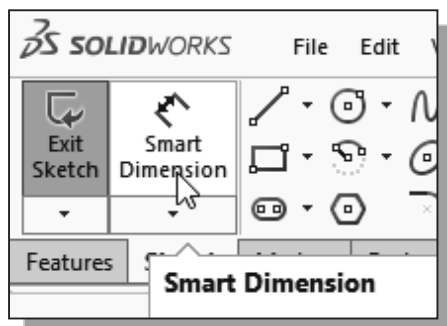 SOLIDWORKS File Edit
Exit Smart
Sketch Dimension
Features
Smart Dimension